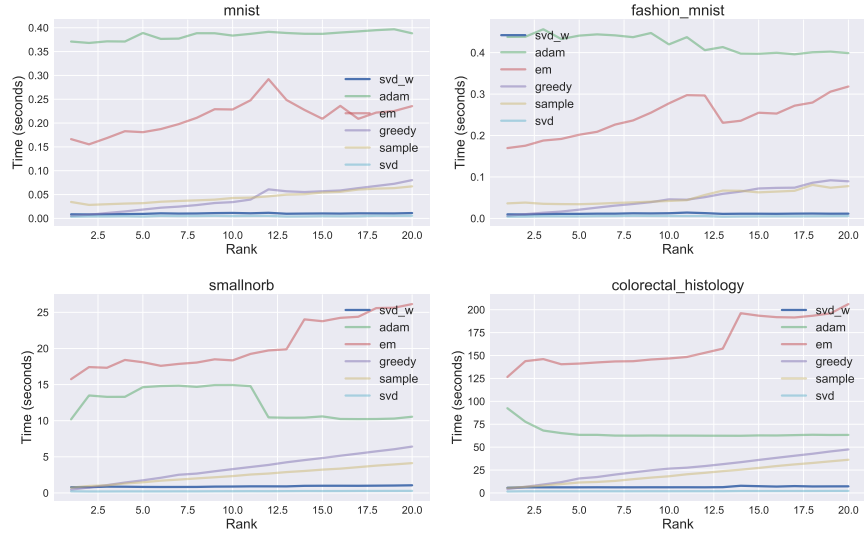 mnist
Time (seconds)
0.40
0.35
0.30
0.25
0.20
0.15
0.10
0.05
0.00
svd_w
adam
em
greedy
sample
svd
2.5 5.0 7.5 10.0 12.5 15.0 17.5 20.0
Rank
fashion_mnist
Time (seconds)
0.4
0.3
0.2
0.1
0.0
svd_w
adam
em
greedy
sample
svd
2.5 5.0 7.5 10.0 12.5 15.0 17.5 20.0
Rank
smallnorb
Time (seconds)
25
20
15
10
5
0
svd_w
adam
em
greedy
sample
svd
2.5 5.0 7.5 10.0 12.5 15.0 17.5 20.0
Rank
colorectal_histology
Time (seconds)
200
175
150
125
100
75
50
25
0
svd_w
adam
em
greedy
sample
svd
2.5 5.0 7.5 10.0 12.5 15.0 17.5 20.0
Rank